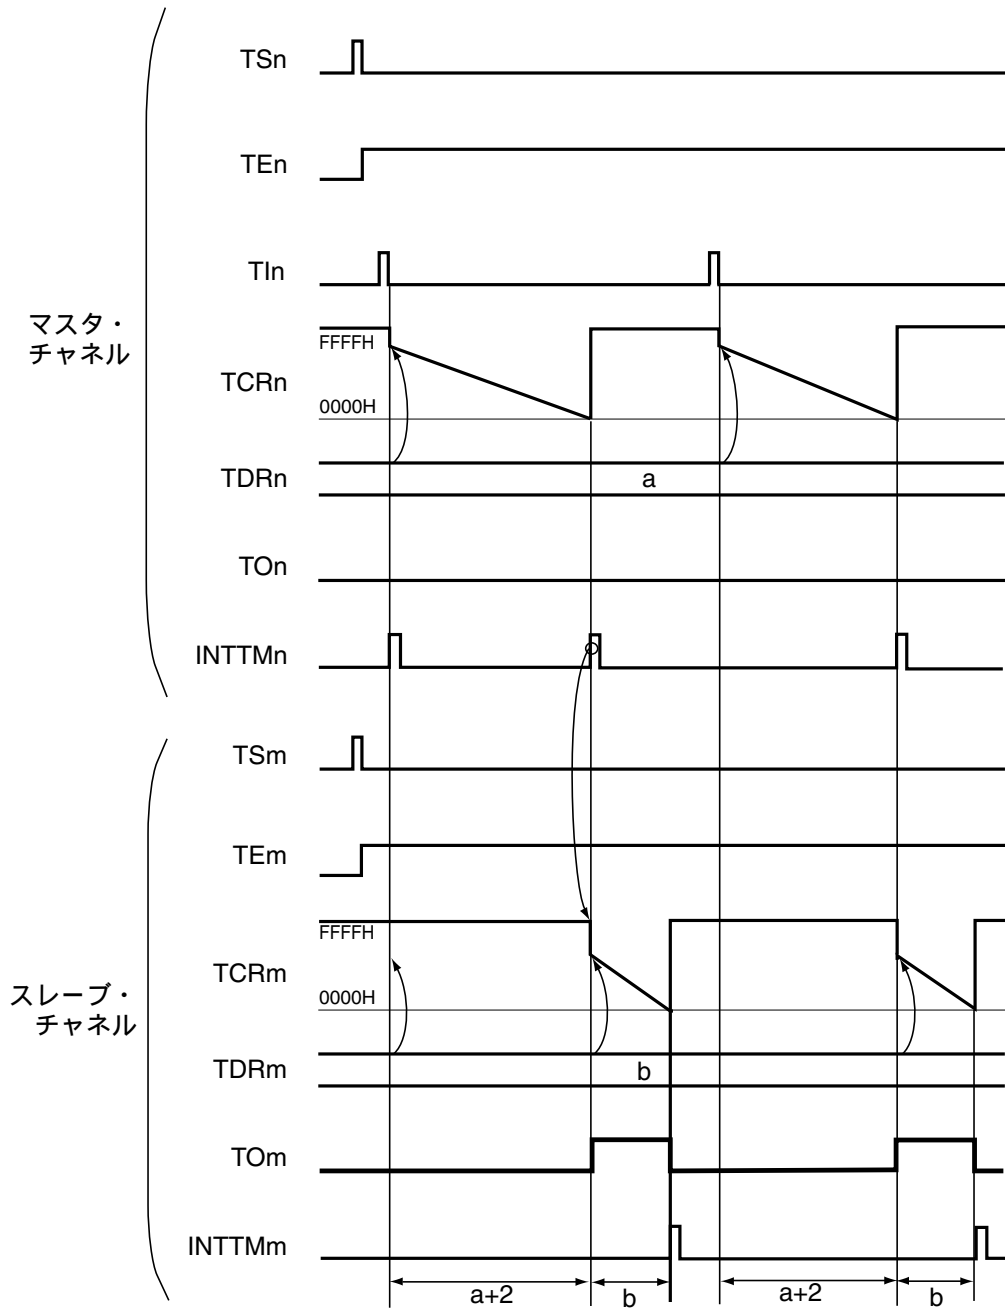 TSn
TEn
TIn
マスタ・
チャネル
FFFFH
TCRn
0000H
TDRn
a
TOn
INTTMn
TSm
TEm
FFFFH
TCRm
スレーブ・
チャネル
0000H
TDRm
b
TOm
INTTMm
a+2
b
a+2
b